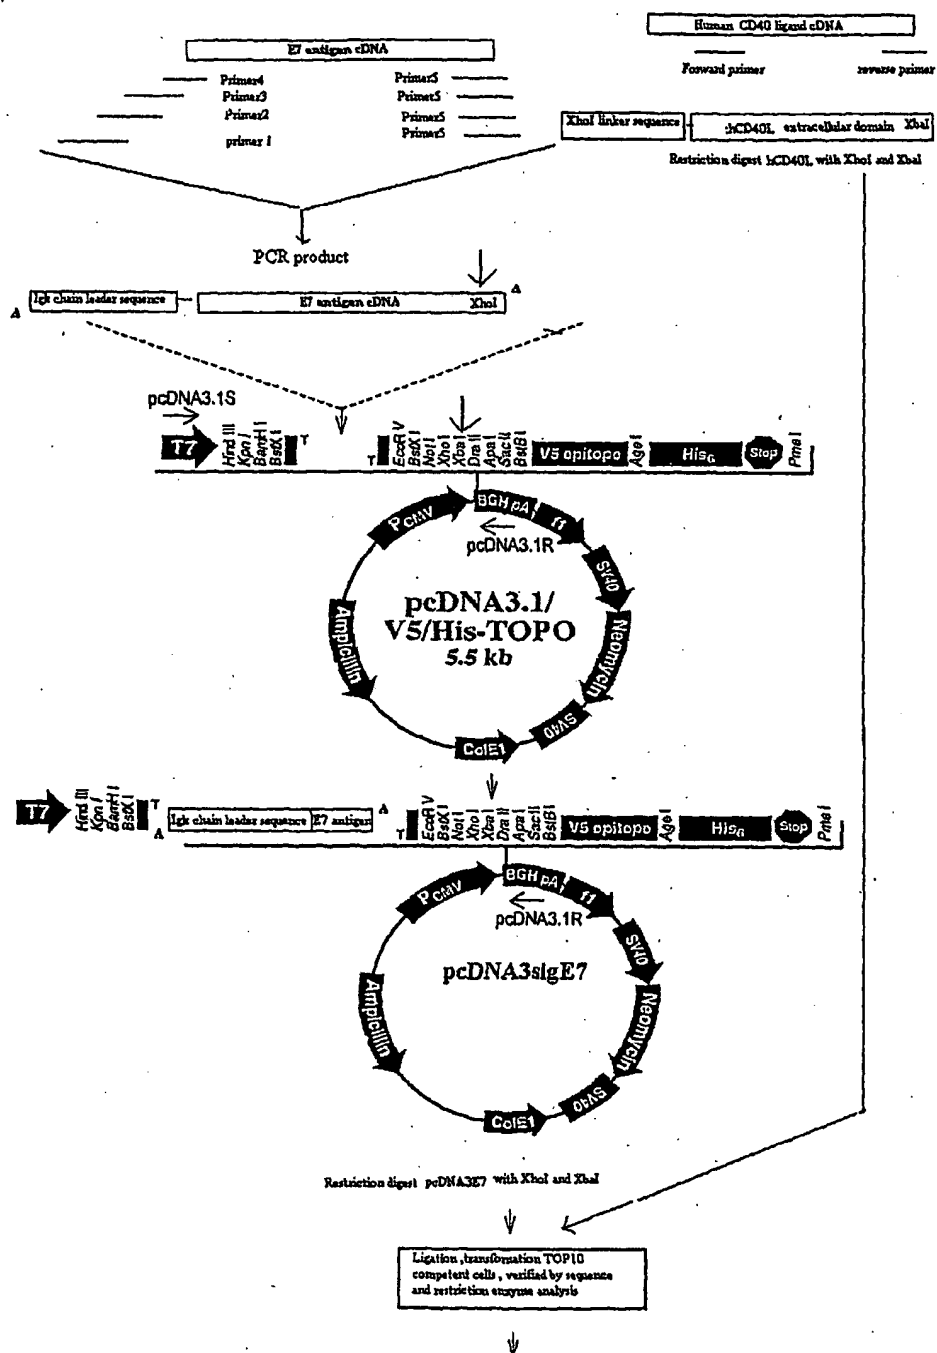 Human CD40 ligand cDNA
E7 antigen cDNA
Forward primer
reverse primer
Primer4
Primer5
Primer3
Primer5
Primer2
Primer5
primer 1
Primer5
XhoI linker sequence
hCD40L extracellular domain XbaI
Restriction digest hCD40L with XhoI and XbaI
PCR product
A
Igk chain leader sequence
E7 antigen cDNA
XhoI
A
pcDNA3.1S
T7
Hind III
Kpn I
BamH I
BstX I
T
T
EcoR V
BstX I
Not I
Xho I
Xba I
Dra II
Apa I
Sac II
BstB I
V5 epitope
Age I
His6
Stop
Pme I
PCMV
BGH pA
f1
pcDNA3.1R
SV40
Neomycin
SV40
ColE1
Ampicillin
pcDNA3.1/
V5/His-TOPO
5.5 kb
T7
Hind III
Kpn I
BamH I
BstX I
T
A
Igk chain leader sequence
E7 antigen
A
T
EcoR V
BstX I
Not I
Xho I
Xba I
Dra II
Apa I
Sac II
BstB I
V5 epitopo
Age I
His6
Stop
Pme I
PCMV
BGH pA
f1
pcDNA3.1R
SV40
Neomycin
SV40
ColE1
Ampicillin
pcDNA3sigE7
Restriction digest pcDNA3E7 with XhoI and XbaI
Ligation ,transformation TOP10
competent cells , verified by sequence
and restriction enzyme analysis